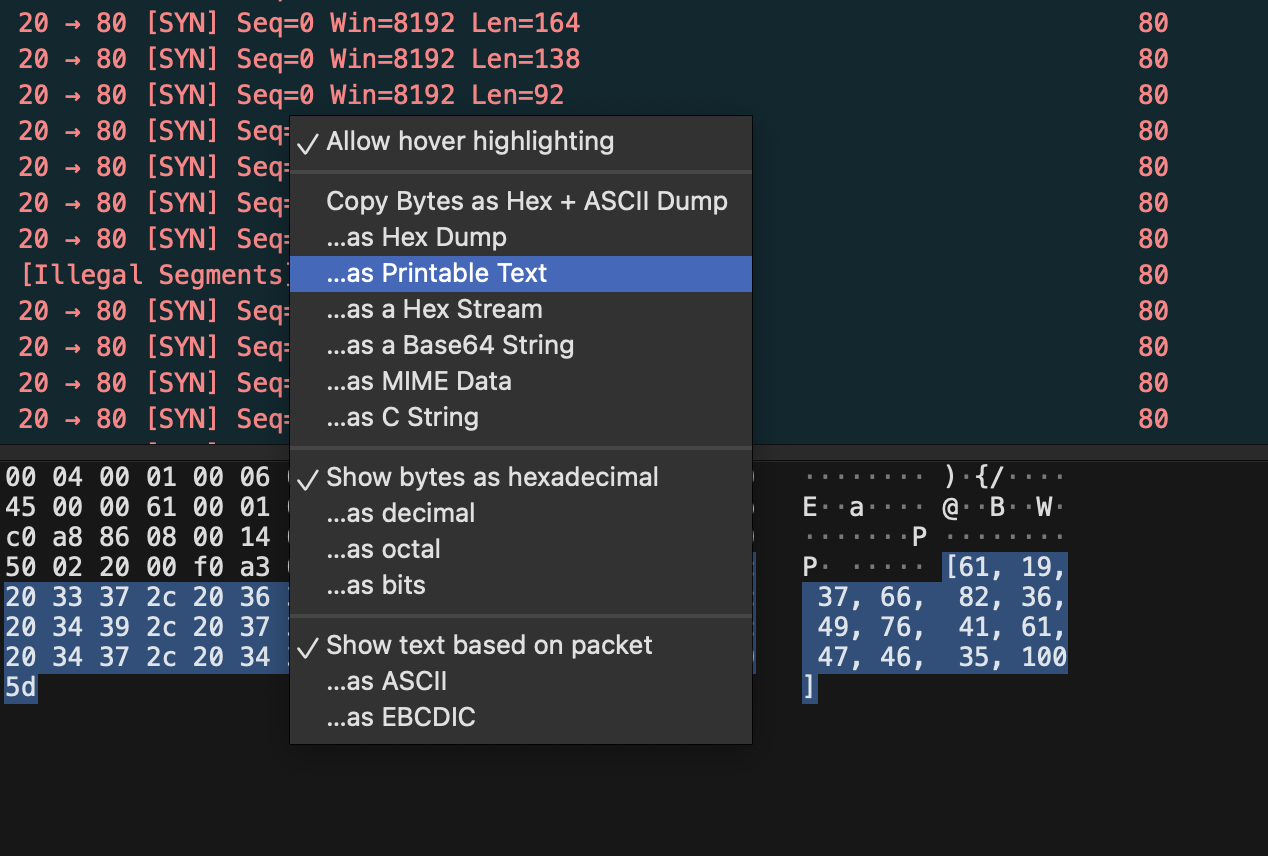 20 → 80 [SYN] Seq=0 Win=8192 Len=164 80
20 → 80 [SYN] Seq=0 Win=8192 Len=138 80
20 → 80 [SYN] Seq=0 Win=8192 Len=92 80
20 → 80 [SYN] Seq= 80
20 → 80 [SYN] Seq= 80
20 → 80 [SYN] Seq= 80
20 → 80 [SYN] Seq= 80
[Illegal Segments] 80
20 → 80 [SYN] Seq= 80
20 → 80 [SYN] Seq= 80
20 → 80 [SYN] Seq= 80
20 → 80 [SYN] Seq= 80
✓ Allow hover highlighting
Copy Bytes as Hex + ASCII Dump
...as Hex Dump
...as Printable Text
...as a Hex Stream
...as a Base64 String
...as MIME Data
...as C String
✓ Show bytes as hexadecimal
...as decimal
...as octal
...as bits
✓ Show text based on packet
...as ASCII
...as EBCDIC
00 04 00 01 00 06
45 00 00 61 00 01
c0 a8 86 08 00 14
50 02 20 00 f0 a3
20 33 37 2c 20 36
20 34 39 2c 20 37
20 34 37 2c 20 34
5d
········ )·{/····
E··a···· @··B··W·
·······P ········
P· ····· [61, 19,
37, 66, 82, 36,
49, 76, 41, 61,
47, 46, 35, 100
]